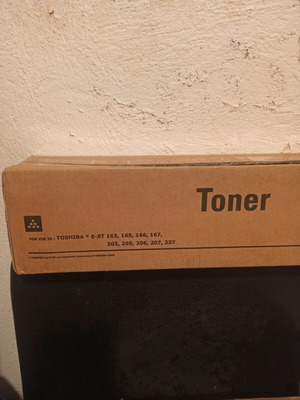 Toner
FOR USE IN : TOSHIBA * E-ST 163, 165, 166, 167,
203, 205, 206, 207, 237